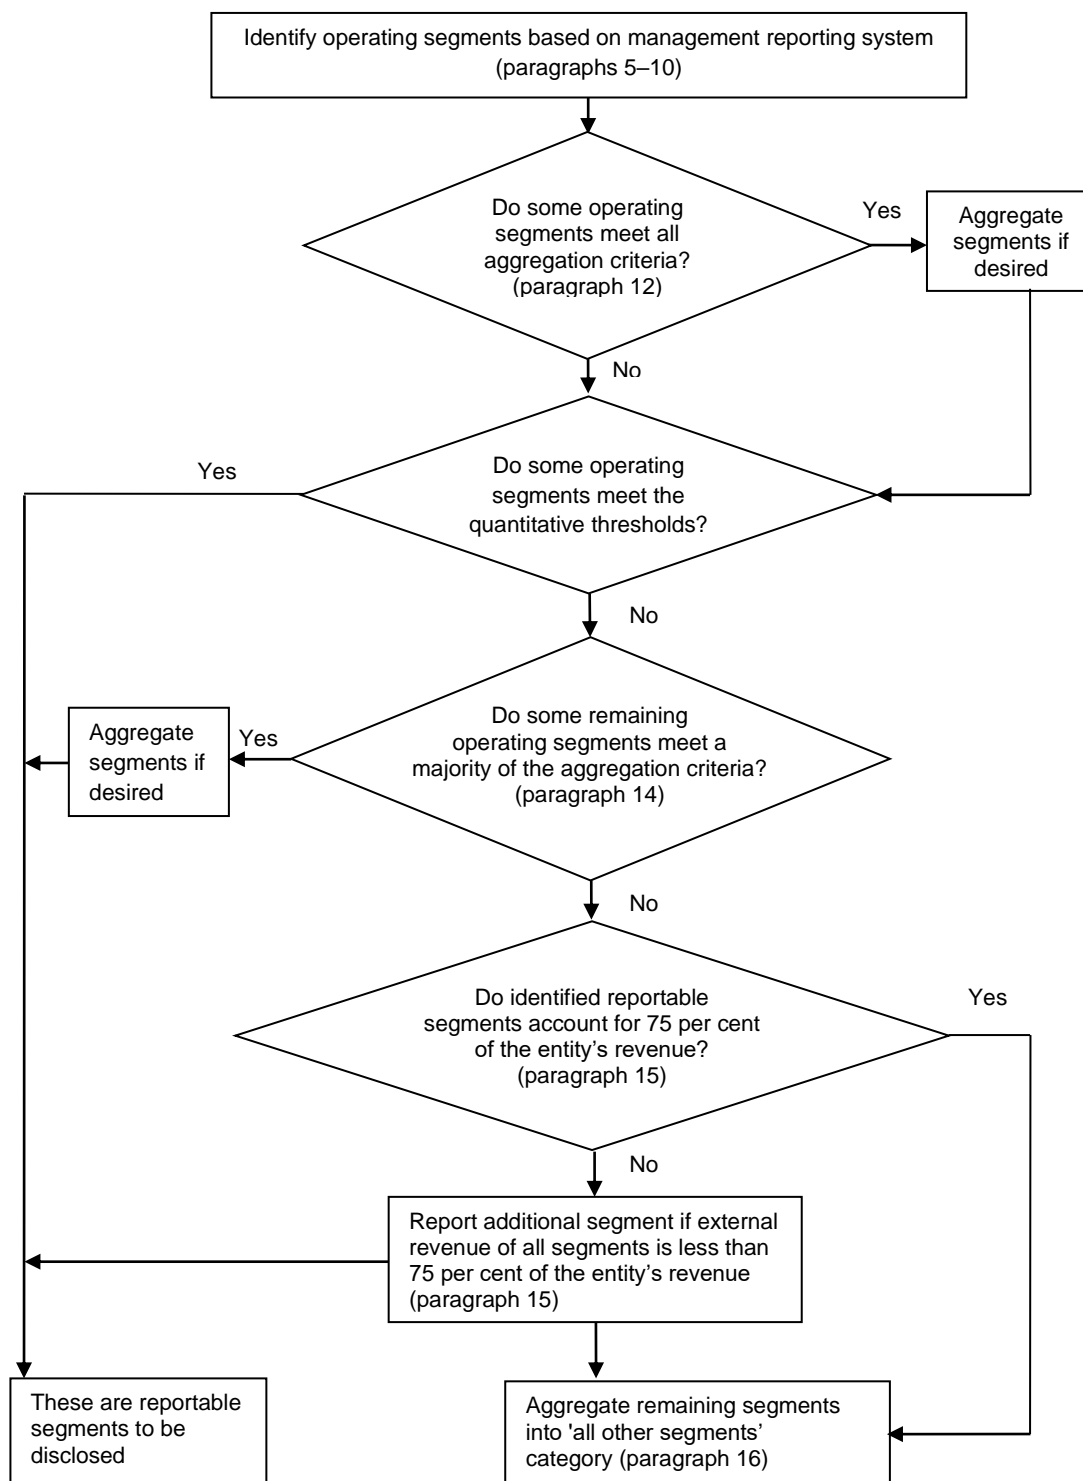 Identify operating segments based on management reporting system
(paragraphs 5–10)
Do some operating
segments meet all
aggregation criteria?
(paragraph 12)
Yes
Aggregate
segments if
desired
No
Yes
Do some operating
segments meet the
quantitative thresholds?
No
Aggregate
segments if
desired
Yes
Do some remaining
operating segments meet a
majority of the aggregation criteria?
(paragraph 14)
No
Do identified reportable
segments account for 75 per cent
of the entity’s revenue?
(paragraph 15)
Yes
No
Report additional segment if external
revenue of all segments is less than
75 per cent of the entity’s revenue
(paragraph 15)
These are reportable
segments to be
disclosed
Aggregate remaining segments
into 'all other segments’
category (paragraph 16)